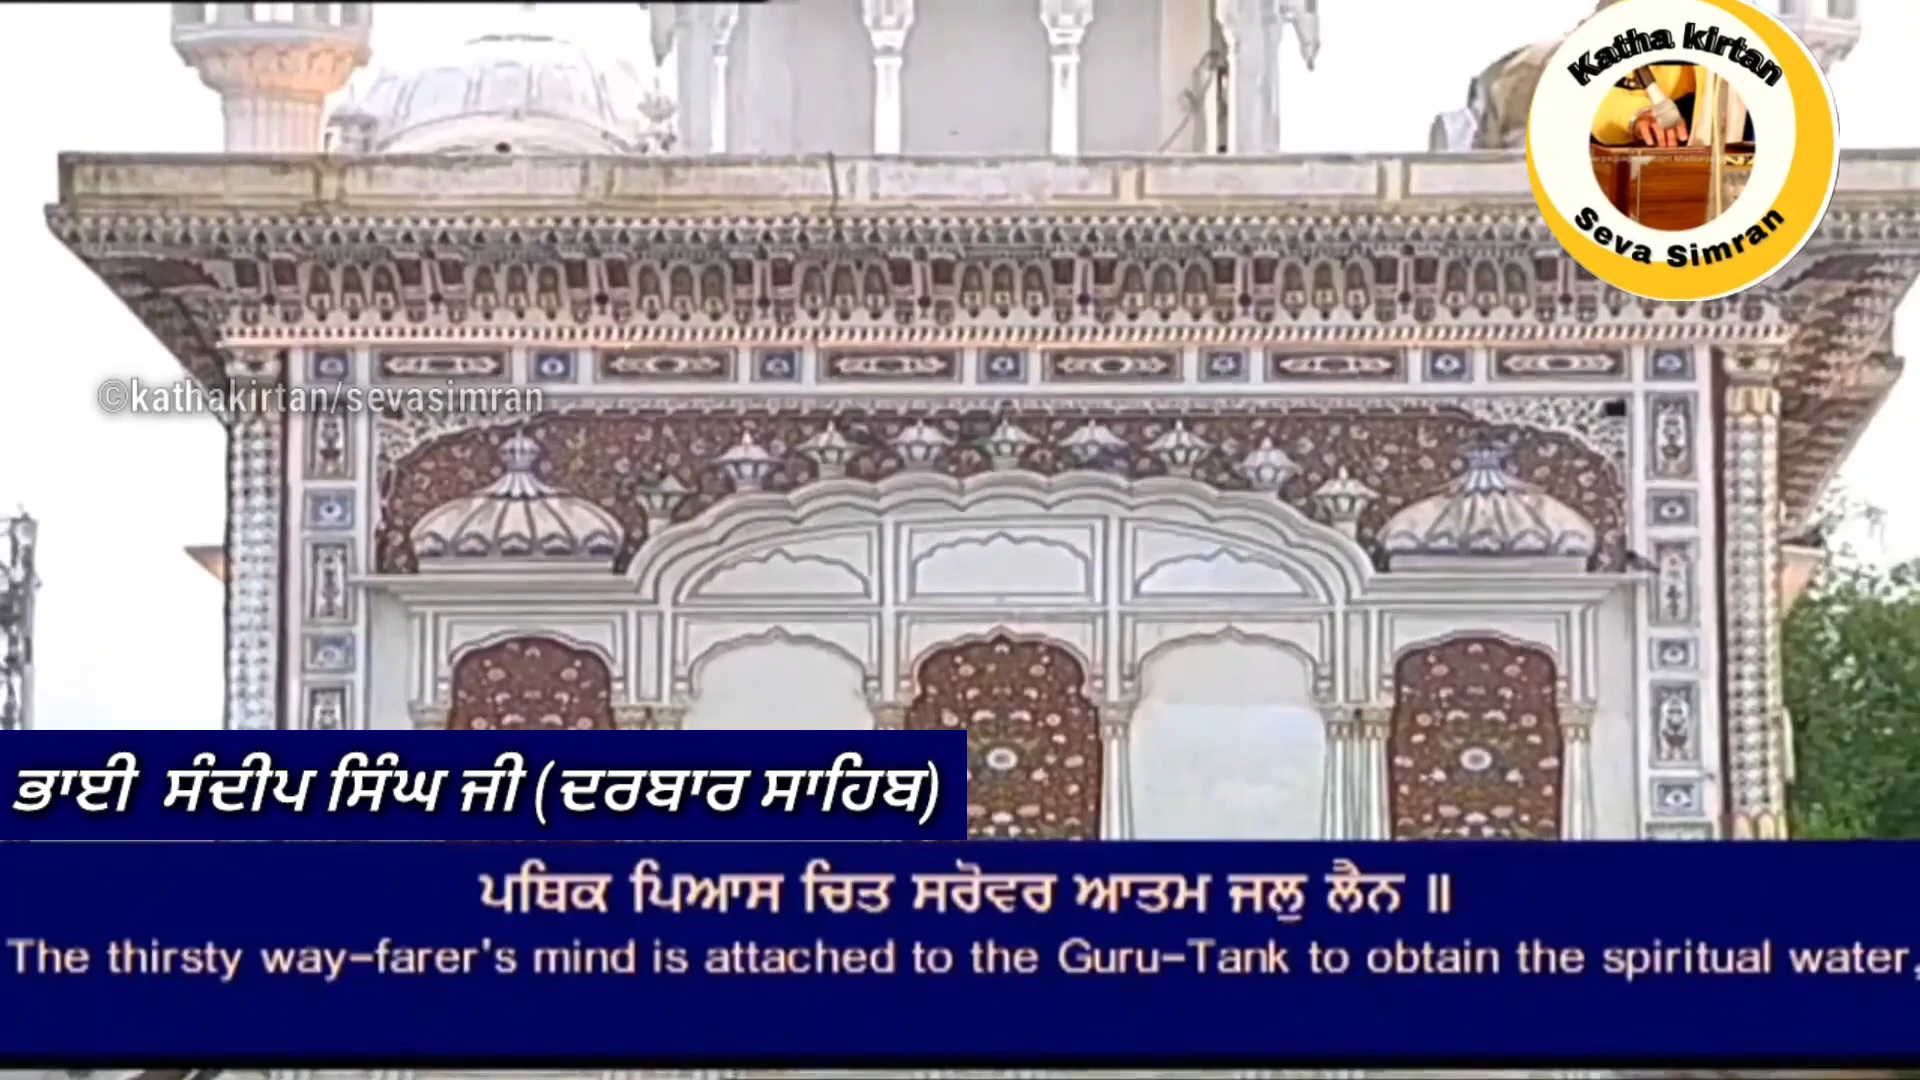 Katha kirtan
Seva Simran
©kathakirtan/sevasimran
ਭਾਈ ਸੰਦੀਪ ਸਿੰਘ ਜੀ (ਦਰਬਾਰ ਸਾਹਿਬ)
ਪਥਿਕ ਪਿਆਸ ਚਿਤ ਸਰੋਵਰ ਆਤਮ ਜਲੁ ਲੈਨ ॥
The thirsty way-farer's mind is attached to the Guru-Tank to obtain the spiritual water,